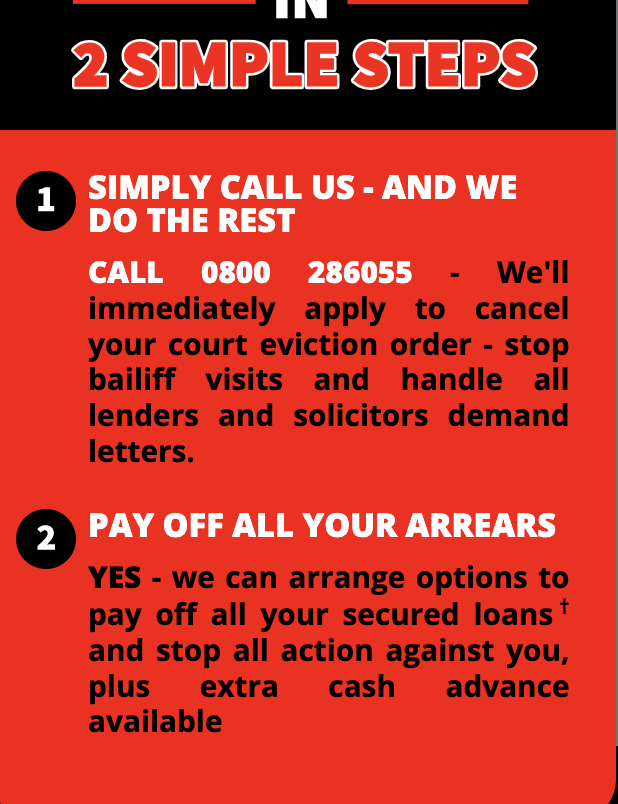 IN
2 SIMPLE STEPS
1
SIMPLY CALL US - AND WE
DO THE REST
CALL 0800 286055 - We'll
immediately apply to cancel
your court eviction order - stop
bailiff visits and handle all
lenders and solicitors demand
letters.
2
PAY OFF ALL YOUR ARREARS
YES - we can arrange options to
pay off all your secured loans †
and stop all action against you,
plus extra cash advance
available